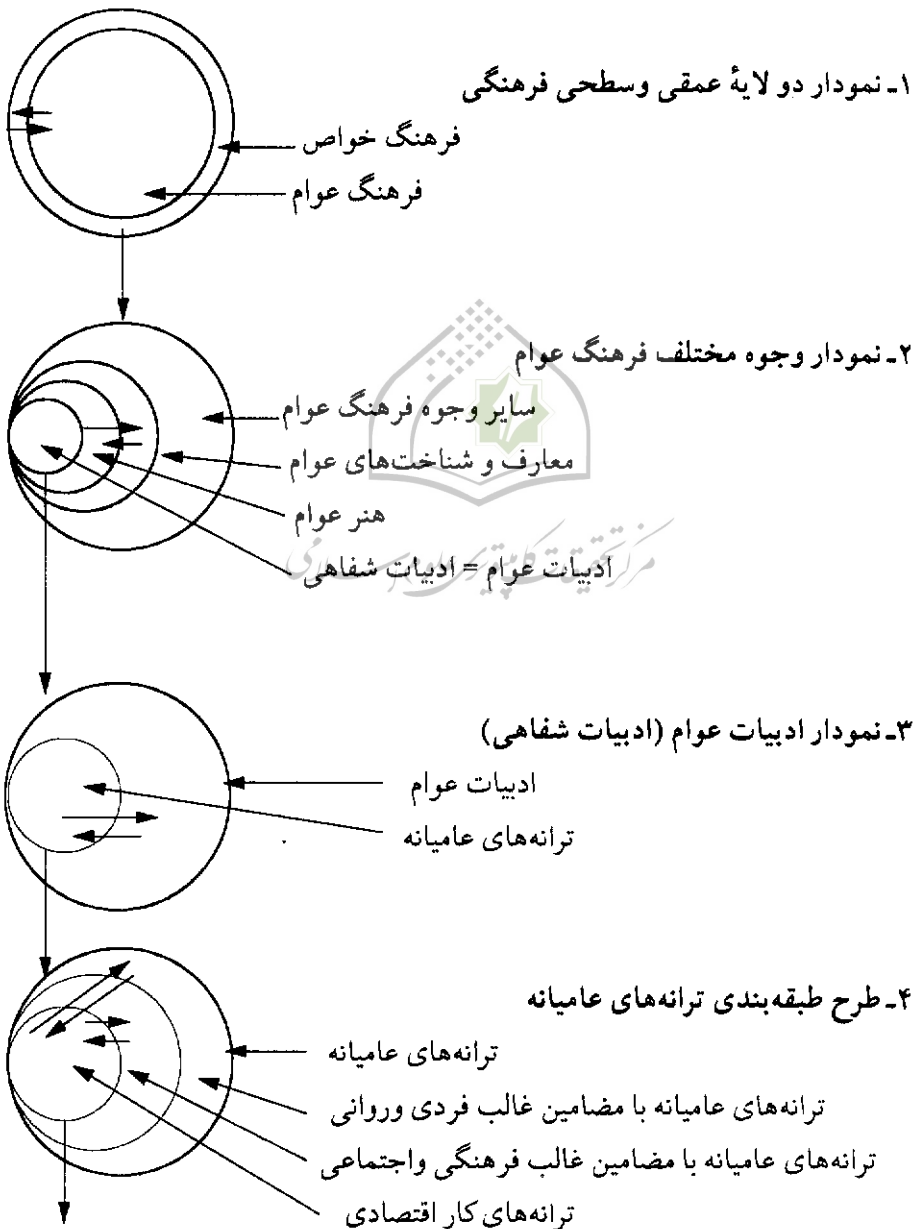 ۱ـ نمودار دو لایهٔ عمقی وسطحی فرهنگی
فرهنگ خواص
فرهنگ عوام
۲ـ نمودار وجوه مختلف فرهنگ عوام
سایر وجوه فرهنگ عوام
معارف و شناخت‌های عوام
هنر عوام
ادبیات عوام = ادبیات شفاهی
۳ـ نمودار ادبیات عوام (ادبیات شفاهی)
ادبیات عوام
ترانه‌های عامیانه
۴ـ طرح طبقه‌بندی ترانه‌های عامیانه
ترانه‌های عامیانه
ترانه‌های عامیانه با مضامین غالب فردی وروانی
ترانه‌های عامیانه با مضامین غالب فرهنگی واجتماعی
ترانه‌های کار اقتصادی